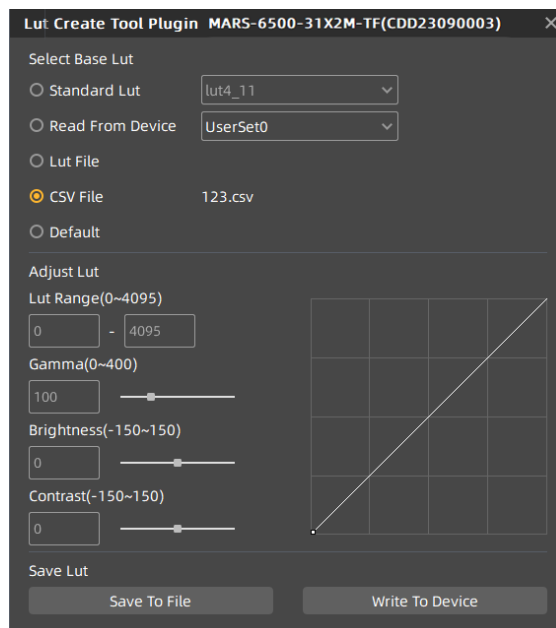 Lut Create Tool Plugin MARS-6500-31X2M-TF(CDD23090003)
Select Base Lut
Standard Lut lut4_11
Read From Device UserSet0
Lut File
CSV File 123.csv
Default
Adjust Lut
Lut Range(0~4095)
0 - 4095
Gamma(0~400)
100
Brightness(-150~150)
0
Contrast(-150~150)
0
Save Lut
Save To File Write To Device